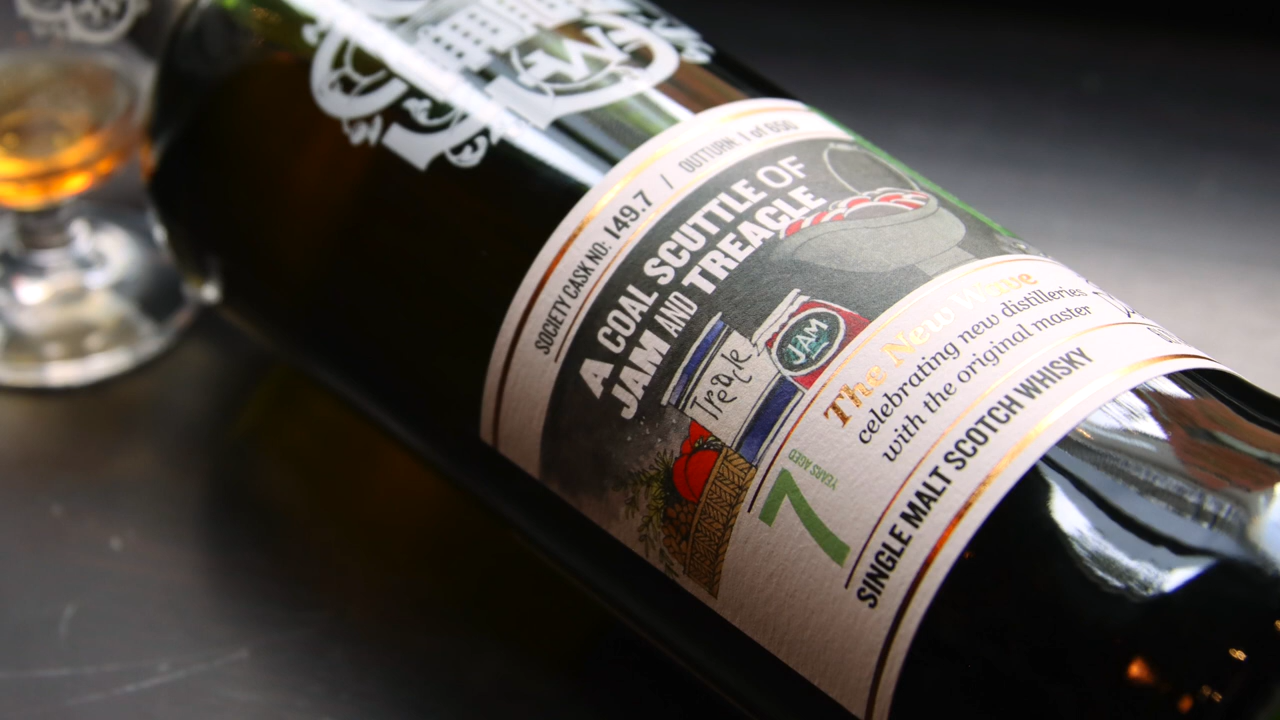 SOCIETY CASK NO: 149.7 / OUTTURN: 1 of 650
A COAL SCUTTLE OF
JAM AND TREACLE
JAM
Treacle
The New Wave
celebrating new distilleries
with the original master
7
YEARS AGED
SINGLE MALT SCOTCH WHISKY